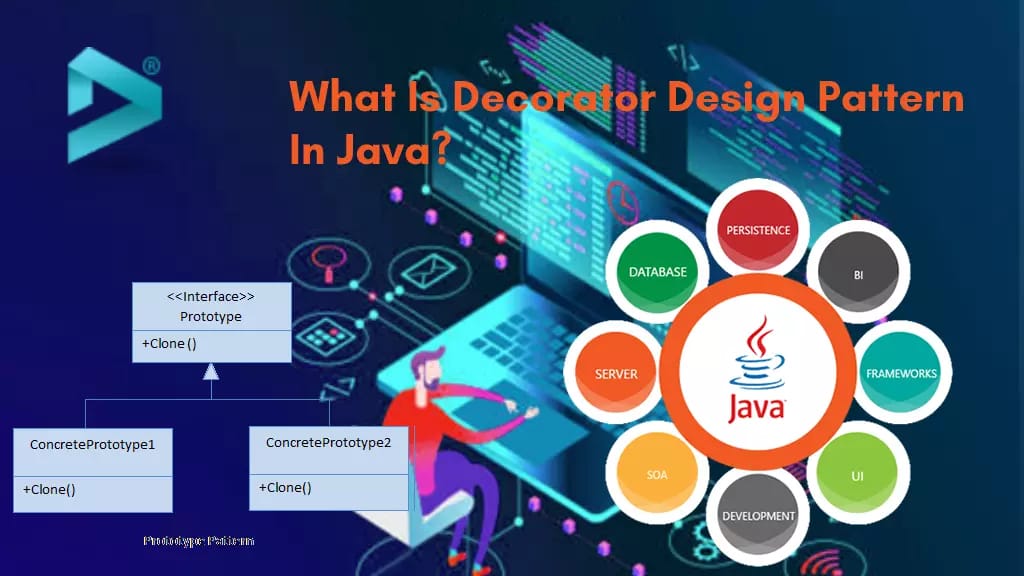 ®
What Is Decorator Design Pattern
In Java?
PERSISTENCE
DATABASE
BI
<<Interface>>
Prototype
+Clone()
SERVER
FRAMEWORKS
Java
ConcretePrototype1
+Clone()
ConcretePrototype2
+Clone()
SOA
UI
DEVELOPMENT
Prototype Pattern